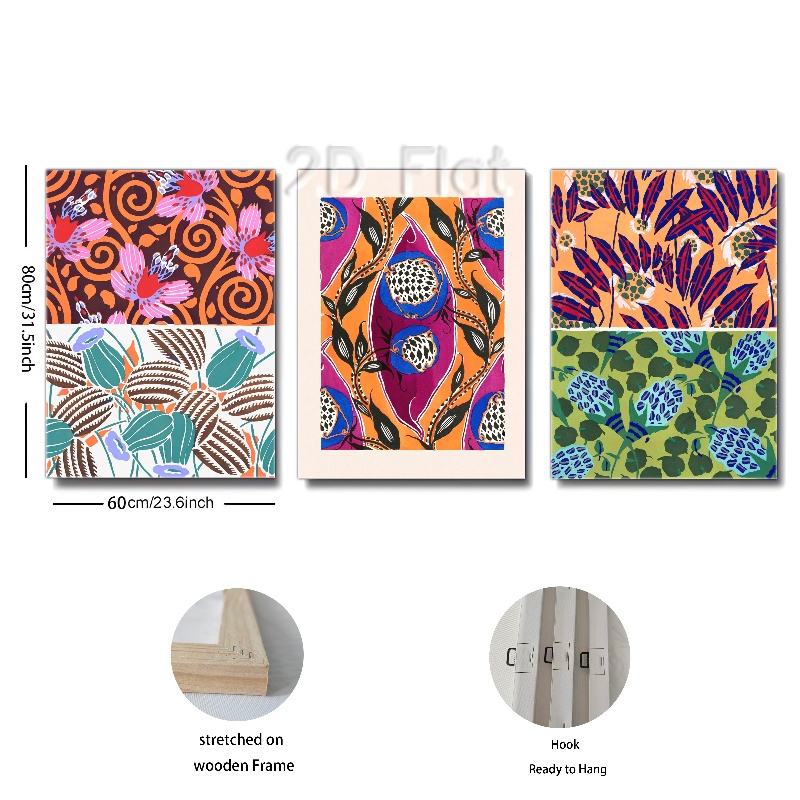 2D Flat
80cm/31.5inch
60cm/23.6inch
stretched on
wooden Frame
Hook
Ready to Hang